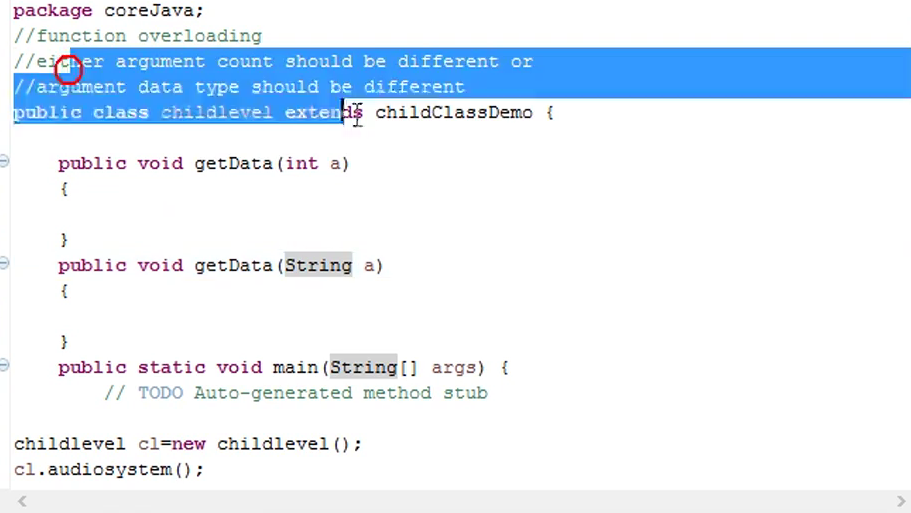 package coreJava;
//function overloading
//either argument count should be different or
//argument data type should be different
public class childlevel extends childClassDemo {
public void getData(int a)
{
}
public void getData(String a)
{
}
public static void main(String[] args) {
// TODO Auto-generated method stub
childlevel cl=new childlevel();
cl.audiosystem();